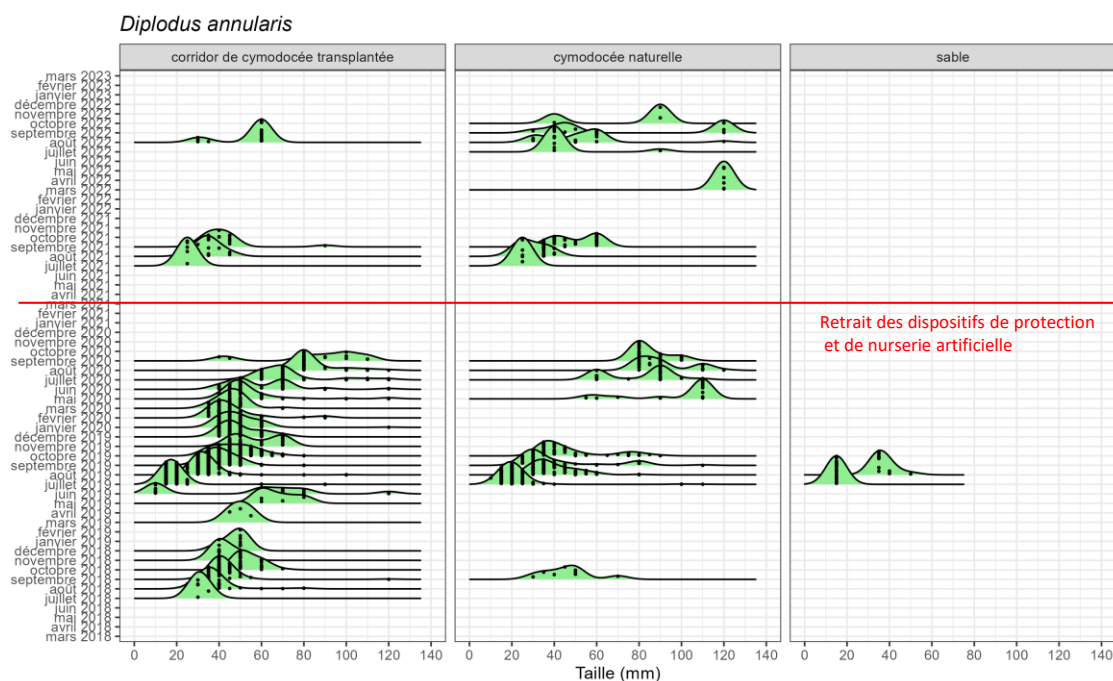 Diplodus annularis
corridor de cymodocée transplantée
cymodocée naturelle
sable
mars 2023
février 2023
janvier 2023
décembre 2022
novembre 2022
octobre 2022
septembre 2022
août 2022
juillet 2022
juin 2022
mai 2022
avril 2022
mars 2022
février 2022
janvier 2022
décembre 2021
novembre 2021
octobre 2021
septembre 2021
août 2021
juillet 2021
juin 2021
mai 2021
avril 2021
mars 2021
février 2021
janvier 2021
décembre 2020
novembre 2020
octobre 2020
septembre 2020
août 2020
juillet 2020
juin 2020
mai 2020
mars 2020
février 2020
janvier 2020
décembre 2019
novembre 2019
octobre 2019
septembre 2019
août 2019
juillet 2019
juin 2019
mai 2019
avril 2019
mars 2019
février 2019
janvier 2019
décembre 2018
novembre 2018
octobre 2018
septembre 2018
août 2018
juillet 2018
juin 2018
mai 2018
avril 2018
mars 2018
Retrait des dispositifs de protection
et de nurserie artificielle
0 20 40 60 80 100 120 140
0 20 40 60 80 100 120 140
0 20 40 60 80 100 120 140
Taille (mm)